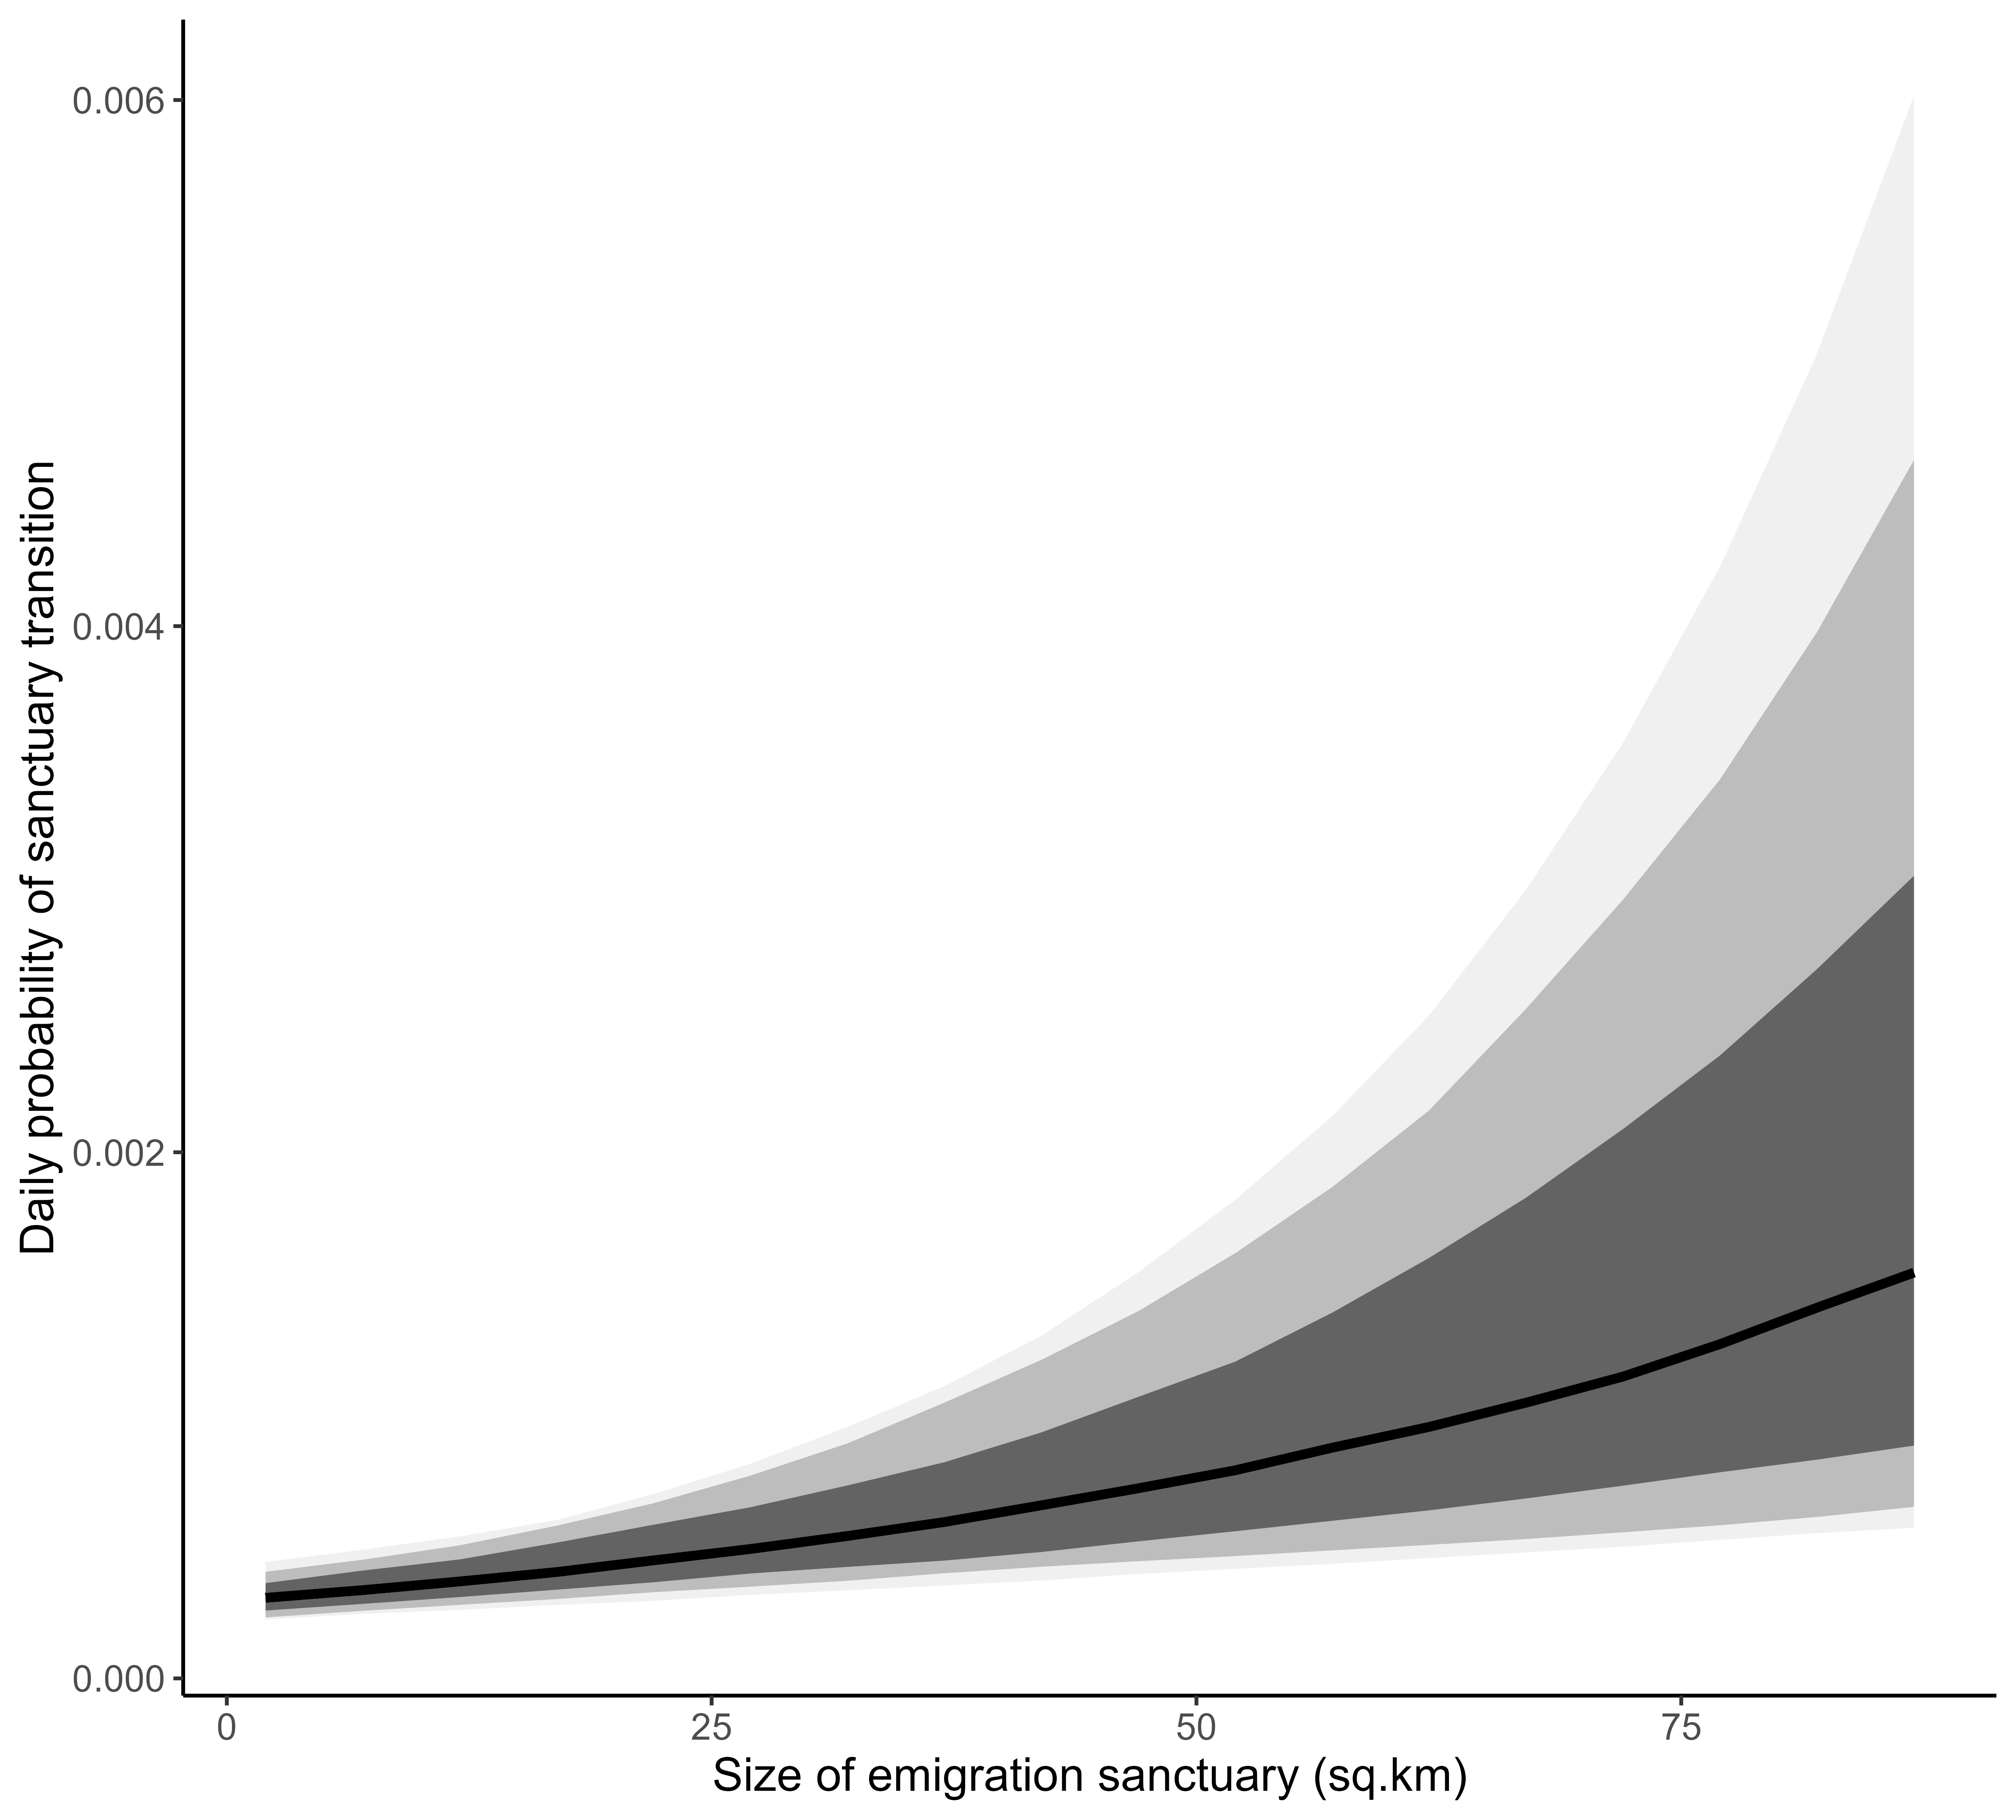 Daily probability of sanctuary transition
0.006
0.004
0.002
0.000
0 25 50 75
Size of emigration sanctuary (sq.km)